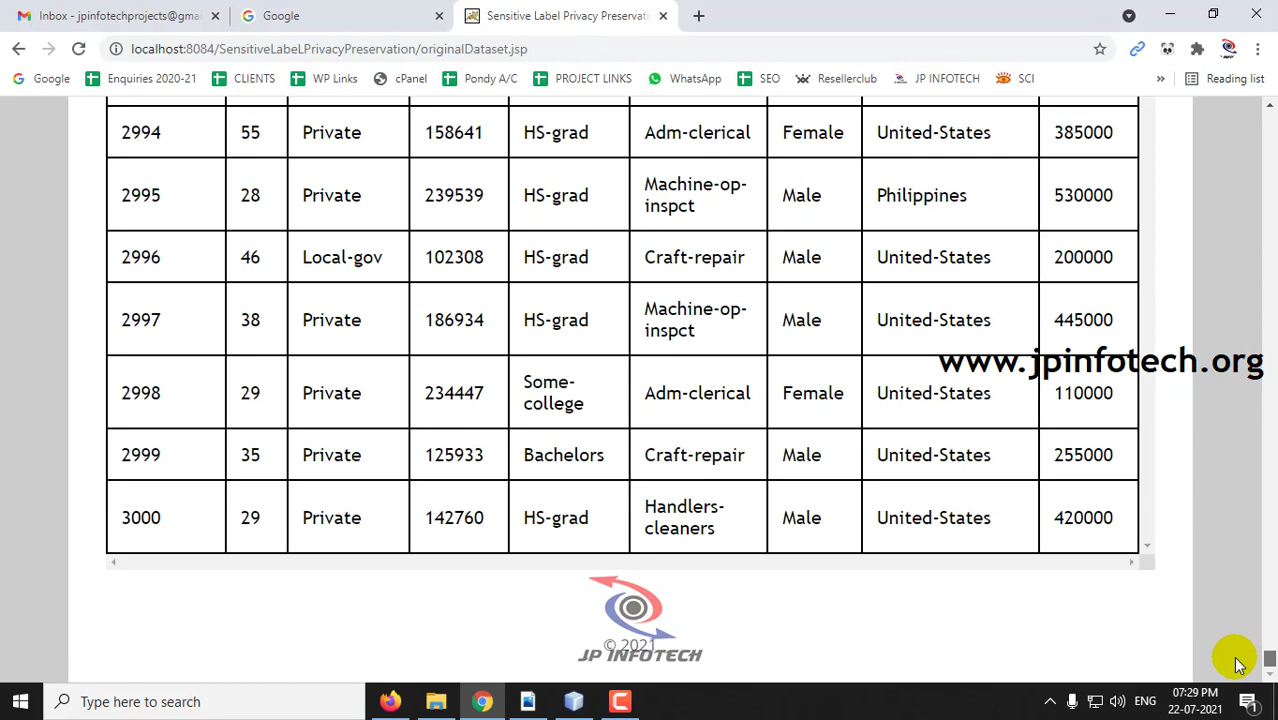 Inbox - jpinfotechprojects@gma
Google
Sensitive Label Privacy Preservat
localhost:8084/SensitiveLabelPrivacyPreservation/originalDataset.jsp
Google Enquiries 2020-21 CLIENTS WP Links cPanel Pondy A/C PROJECT LINKS WhatsApp SEO Resellerclub JP INFOTECH SCI » Reading list
2994 55 Private 158641 HS-grad Adm-clerical Female United-States 385000
2995 28 Private 239539 HS-grad Machine-op-
inspct Male Philippines 530000
2996 46 Local-gov 102308 HS-grad Craft-repair Male United-States 200000
2997 38 Private 186934 HS-grad Machine-op-
inspct Male United-States 445000
www.jpinfotech.org
2998 29 Private 234447 Some-
college Adm-clerical Female United-States 110000
2999 35 Private 125933 Bachelors Craft-repair Male United-States 255000
3000 29 Private 142760 HS-grad Handlers-
cleaners Male United-States 420000
© 2021
JP INFOTECH
Type here to search
ENG
07:29 PM
22-07-2021
1